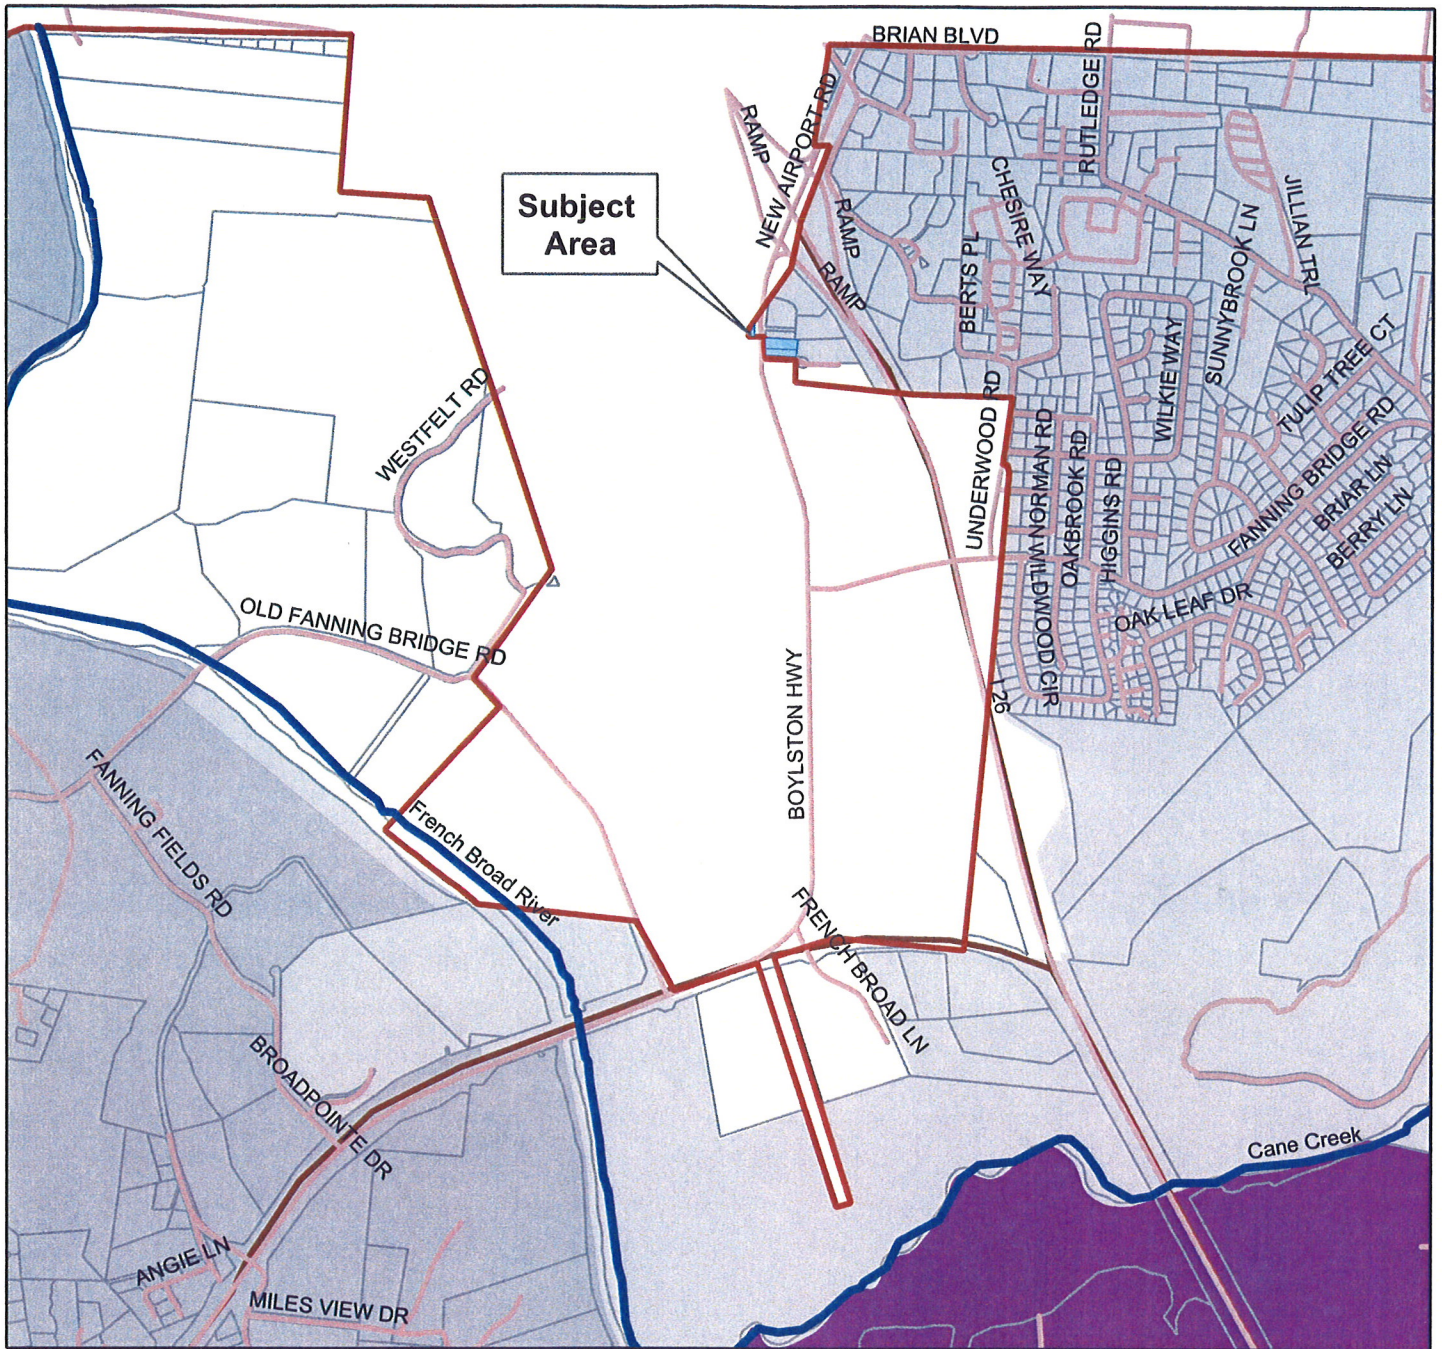 BRIAN BLVD
RUTLEDGE RD
NEW AIRPORT RD
RAMP
RAMP
RAMP
CHESIRE WAY
BERTS PL
JILLIAN TRL
SUNNYBROOK LN
Subject
Area
WILKIE WAY
TULIP TREE CT
WESTFELT RD
UNDERWOOD RD
NORMAN RD
WILDWOOD CIR
OAKBROOK RD
HIGGINS RD
FANNING BRIDGE RD
BRIAR LN
BERRY LN
OAK LEAF DR
OLD FANNING BRIDGE RD
I 26
BOYLSTON HWY
FANNING FIELDS RD
French Broad River
FRENCH BROAD LN
BROADPOINTE DR
Cane Creek
ANGIE LN
MILES VIEW DR